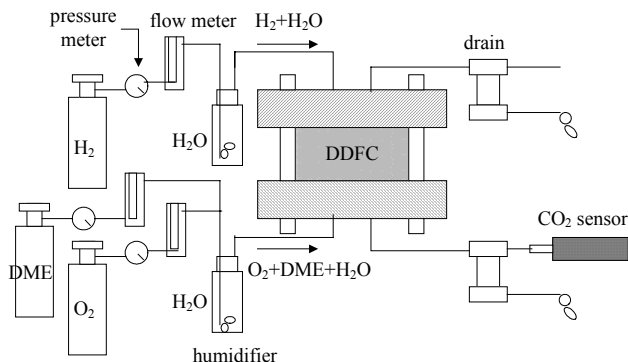 flow meter
pressure
meter
H₂+H₂O
drain
H₂
H₂O
DDFC
CO₂ sensor
DME
O₂
H₂O
O₂+DME+H₂O
humidifier